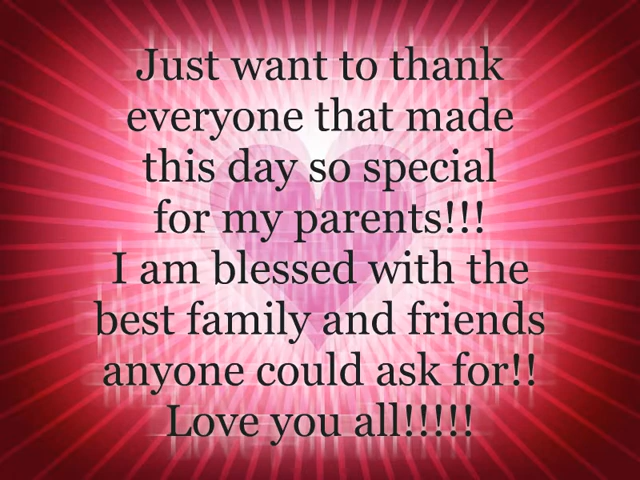 Just want to thank
everyone that made
this day so special
for my parents!!!
I am blessed with the
best family and friends
anyone could ask for!!
Love you all!!!!!